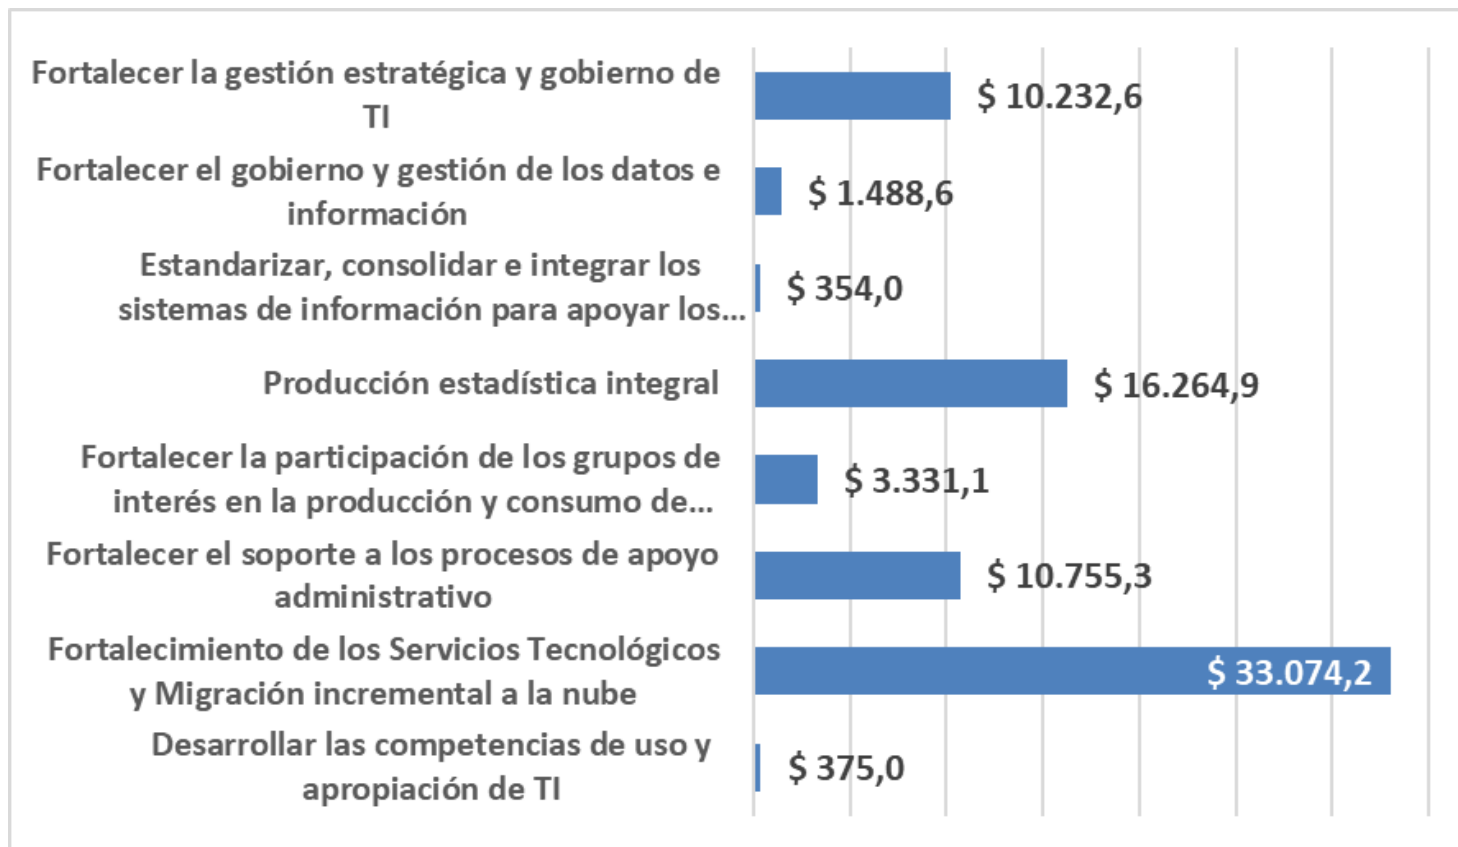 Fortalecer la gestión estratégica y gobierno de
TI
$ 10.232,6
Fortalecer el gobierno y gestión de los datos e
información
$ 1.488,6
Estandarizar, consolidar e integrar los
sistemas de información para apoyar los...
$ 354,0
Producción estadística integral
$ 16.264,9
Fortalecer la participación de los grupos de
interés en la producción y consumo de...
$ 3.331,1
Fortalecer el soporte a los procesos de apoyo
administrativo
$ 10.755,3
Fortalecimiento de los Servicios Tecnológicos
y Migración incremental a la nube
$ 33.074,2
Desarrollar las competencias de uso y
apropiación de TI
$ 375,0